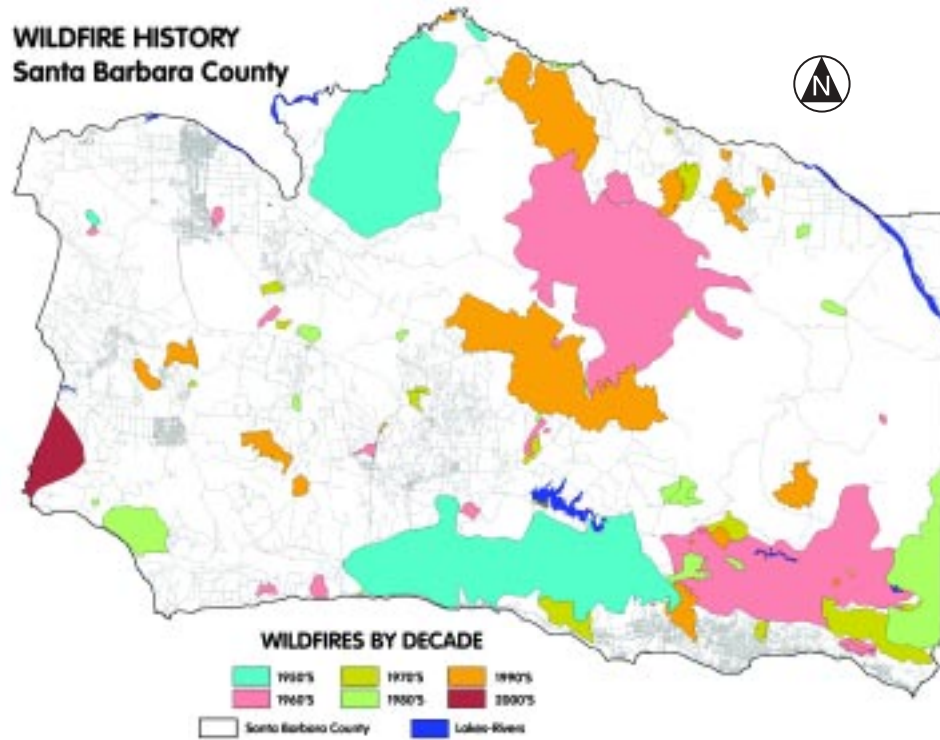 WILDFIRE HISTORY
Santa Barbara County
N
WILDFIRES BY DECADE
1950'S 1970'S 1990'S
1960'S 1980'S 2000'S
Santa Barbara County Lakes-Rivers